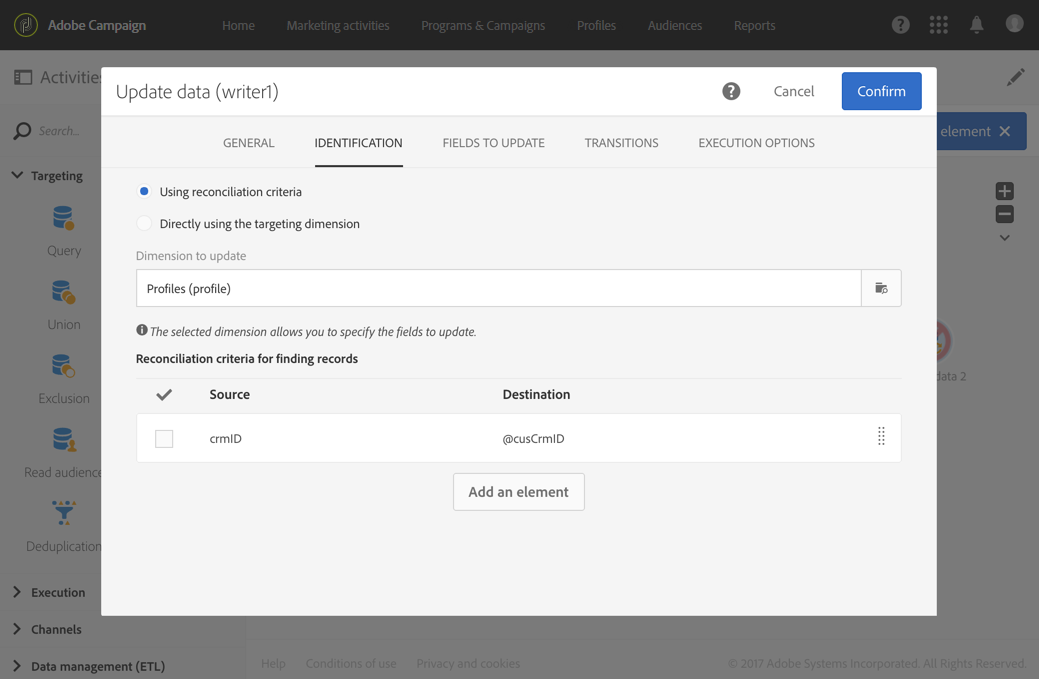 Adobe Campaign
Home
Marketing activities
Programs & Campaigns
Profiles
Audiences
Reports
Activities
Search...
Targeting
Query
Union
Exclusion
Read audience
Deduplication
Execution
Channels
Data management (ETL)
element
Update data (writer1)
Cancel
Confirm
GENERAL
IDENTIFICATION
FIELDS TO UPDATE
TRANSITIONS
EXECUTION OPTIONS
Using reconciliation criteria
Directly using the targeting dimension
Dimension to update
Profiles (profile)
The selected dimension allows you to specify the fields to update.
Reconciliation criteria for finding records
Source Destination
crmID @cusCrmID
Add an element
data 2
Help
Conditions of use
Privacy and cookies
© 2017 Adobe Systems Incorporated. All Rights Reserved.